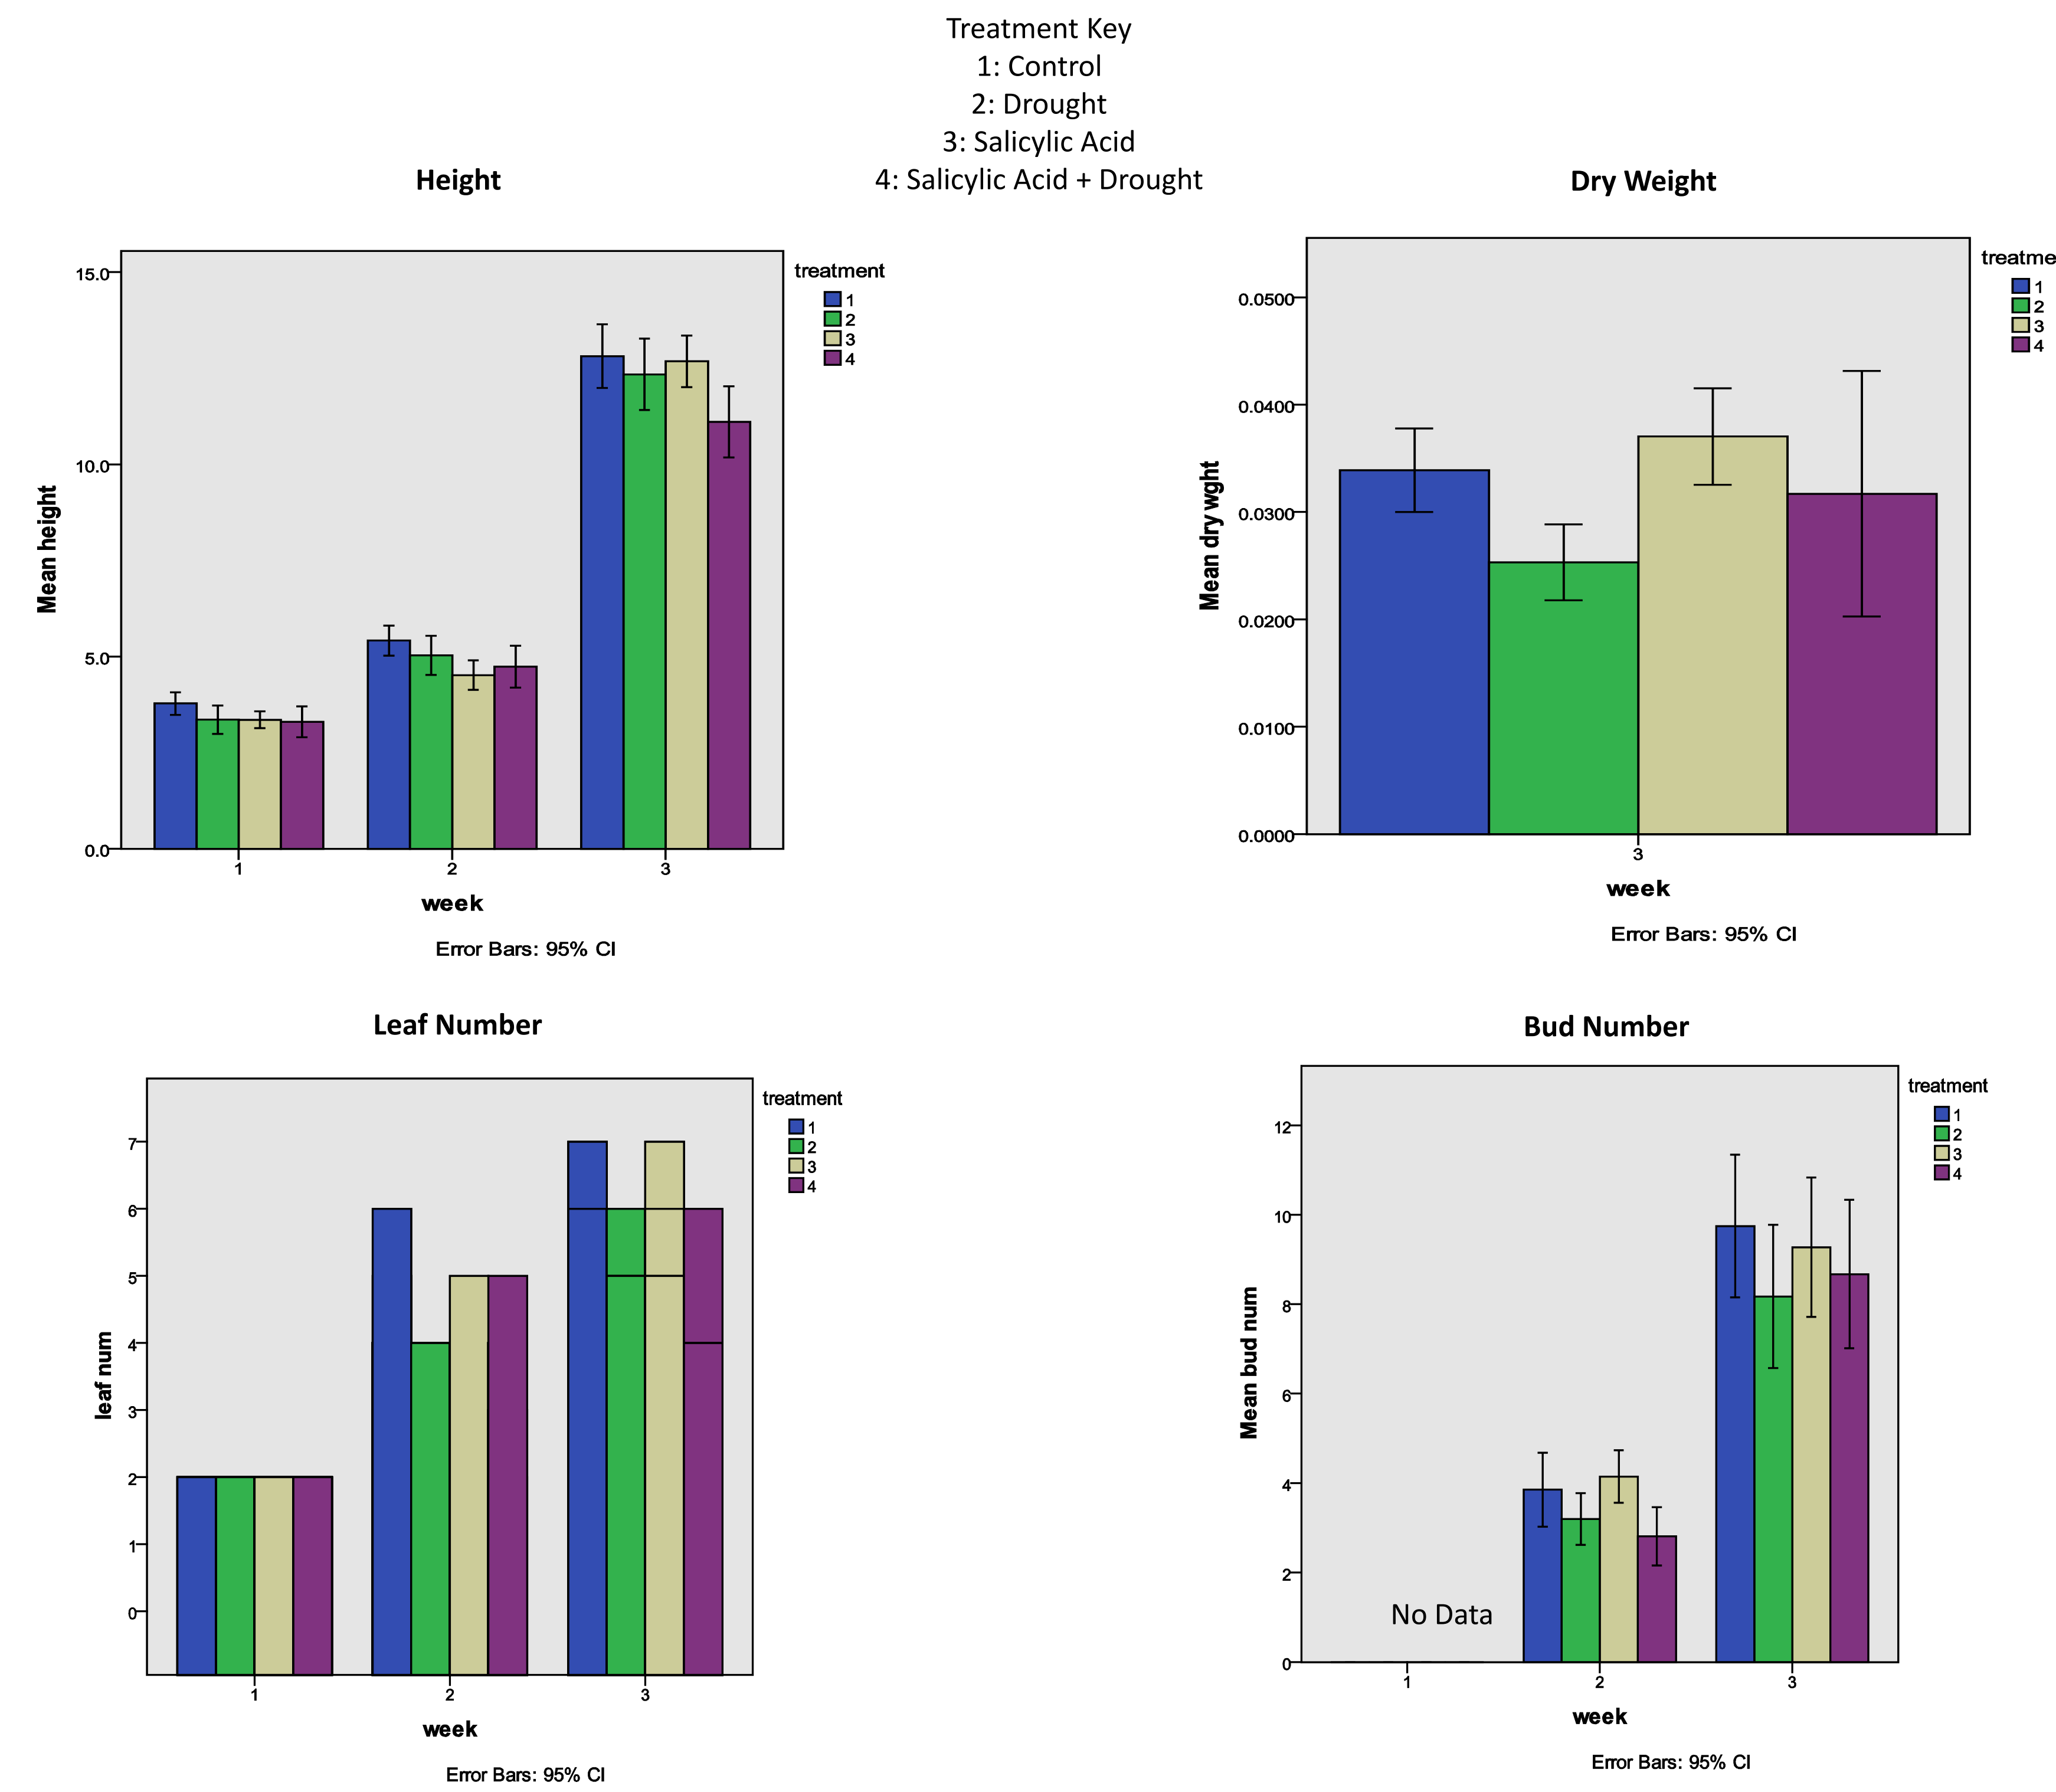 Treatment Key
1: Control
2: Drought
3: Salicylic Acid
4: Salicylic Acid + Drought
Height
15.0
10.0
5.0
0.0
Mean height
1
2
3
week
Error Bars: 95% CI
treatment
1
2
3
4
Dry Weight
0.0500
0.0400
0.0300
0.0200
0.0100
0.0000
Mean dry wght
3
week
Error Bars: 95% CI
treatme
1
2
3
4
Leaf Number
7
6
5
4
3
2
1
0
leaf num
1
2
3
week
Error Bars: 95% CI
treatment
1
2
3
4
Bud Number
12
10
8
6
4
2
0
Mean bud num
No Data
1
2
3
week
Error Bars: 95% CI
treatment
1
2
3
4